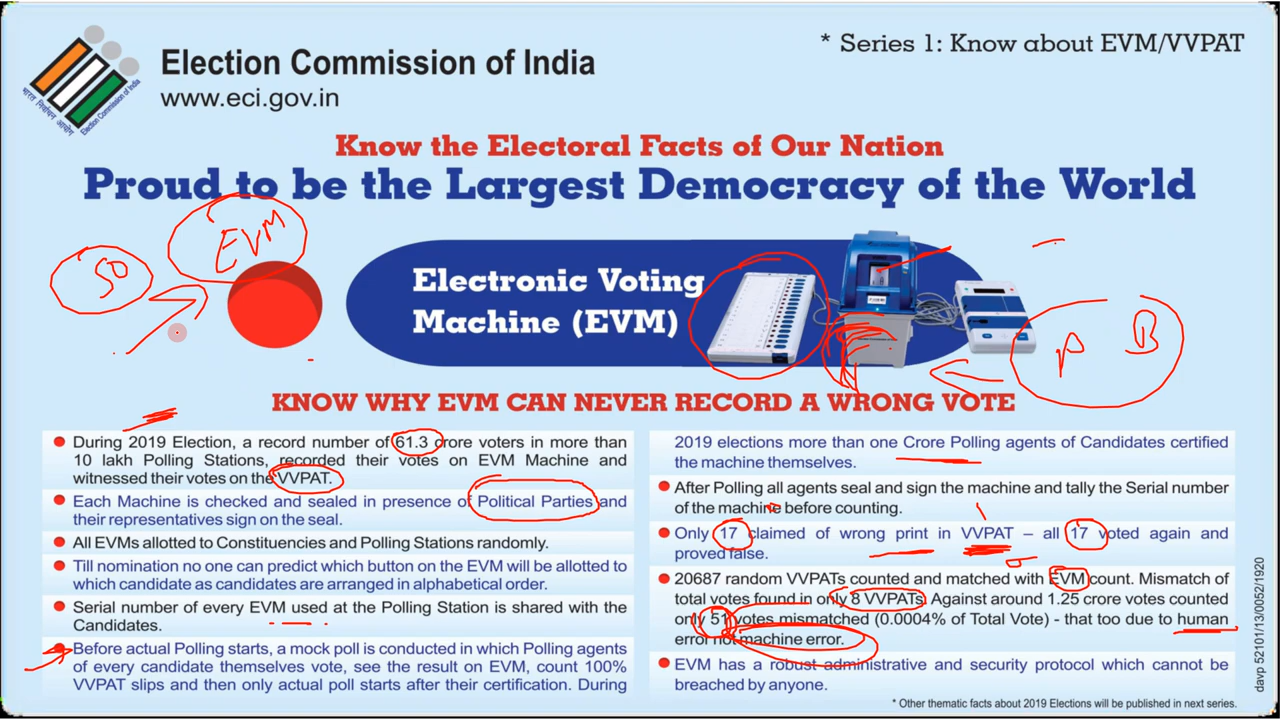 * Series 1: Know about EVM/VVPAT
Election Commission of India
www.eci.gov.in
भारत निर्वाचन आयोग
Election Commission of India
Know the Electoral Facts of Our Nation
Proud to be the Largest Democracy of the World
50
EVM
Electronic Voting
Machine (EVM)
P B
KNOW WHY EVM CAN NEVER RECORD A WRONG VOTE
During 2019 Election, a record number of 61.3 crore voters in more than
10 lakh Polling Stations, recorded their votes on EVM Machine and
witnessed their votes on the VVPAT.
Each Machine is checked and sealed in presence of Political Parties and
their representatives sign on the seal.
All EVMs allotted to Constituencies and Polling Stations randomly.
Till nomination no one can predict which button on the EVM will be allotted to
which candidate as candidates are arranged in alphabetical order.
Serial number of every EVM used at the Polling Station is shared with the
Candidates.
Before actual Polling starts, a mock poll is conducted in which Polling agents
of every candidate themselves vote, see the result on EVM, count 100%
VVPAT slips and then only actual poll starts after their certification. During
2019 elections more than one Crore Polling agents of Candidates certified
the machine themselves.
After Polling all agents seal and sign the machine and tally the Serial number
of the machine before counting.
Only 17 claimed of wrong print in VVPAT – all 17 voted again and
proved false.
20687 random VVPATs counted and matched with EVM count. Mismatch of
total votes found in only 8 VVPATs. Against around 1.25 crore votes counted
only 51 votes mismatched (0.0004% of Total Vote) - that too due to human
error not machine error.
EVM has a robust administrative and security protocol which cannot be
breached by anyone.
* Other thematic facts about 2019 Elections will be published in next series.
davp 52101/13/0052/1920